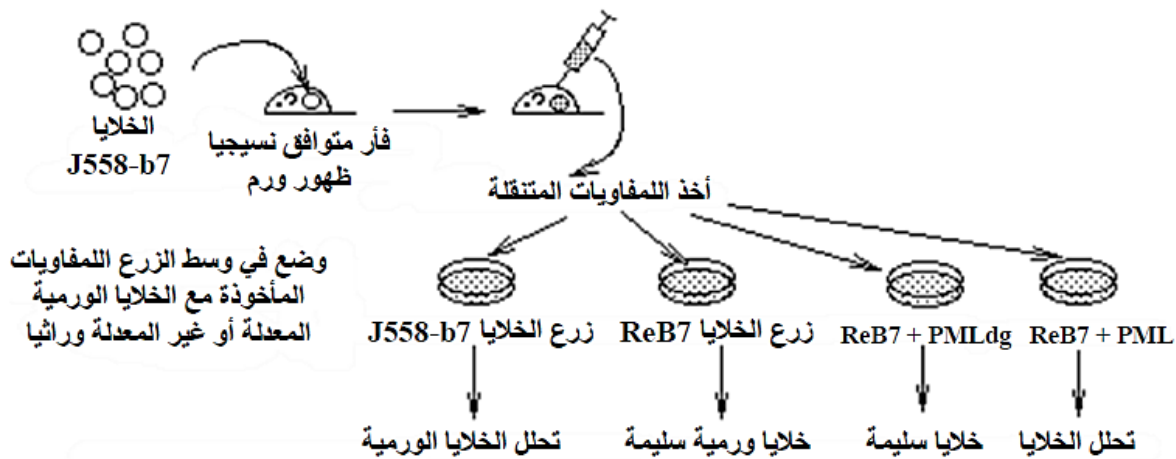 الخلايا
J558-b7
فأر متوافق نسيجيا
ظهور ورم
أخذ اللمفاويات المتنقلة
وضع في وسط الزرع اللمفاويات
المأخوذة مع الخلايا الورمية
المعدلة أو غير المعدلة وراثيا
زرع الخلايا J558-b7
زرع الخلايا ReB7
ReB7 + PMLdg
ReB7 + PML
تحلل الخلايا الورمية
خلايا ورمية سليمة
خلايا سليمة
تحلل الخلايا